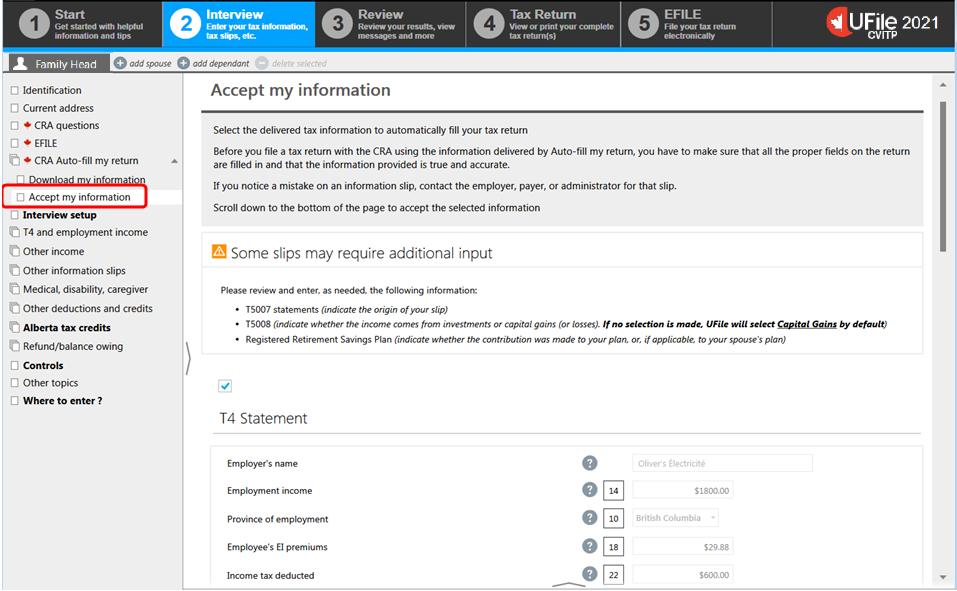 1
Start
Get started with helpful
information and tips
2
Interview
Enter your tax information,
tax slips, etc.
3
Review
Review your results, view
messages and more
4
Tax Return
View or print your complete
tax return(s)
5
EFILE
File your tax return
electronically
UFile 2021
CVITP
Family Head
add spouse
add dependant
delete selected
Identification
Current address
CRA questions
EFILE
CRA Auto-fill my return
Download my information
Accept my information
Interview setup
T4 and employment income
Other income
Other information slips
Medical, disability, caregiver
Other deductions and credits
Alberta tax credits
Refund/balance owing
Controls
Other topics
Where to enter ?
Accept my information
Select the delivered tax information to automatically fill your tax return
Before you file a tax return with the CRA using the information delivered by Auto-fill my return, you have to make sure that all the proper fields on the return
are filled in and that the information provided is true and accurate.
If you notice a mistake on an information slip, contact the employer, payer, or administrator for that slip.
Scroll down to the bottom of the page to accept the selected information
Some slips may require additional input
Please review and enter, as needed, the following information:
• T5007 statements (indicate the origin of your slip)
• T5008 (indicate whether the income comes from investments or capital gains (or losses). If no selection is made, UFile will select Capital Gains by default)
• Registered Retirement Savings Plan (indicate whether the contribution was made to your plan, or, if applicable, to your spouse's plan)
T4 Statement
Employer's name ? Oliver's Électricité
Employment income ? 14 $1800.00
Province of employment ? 10 British Columbia
Employee's EI premiums ? 18 $29.88
Income tax deducted ? 22 $600.00